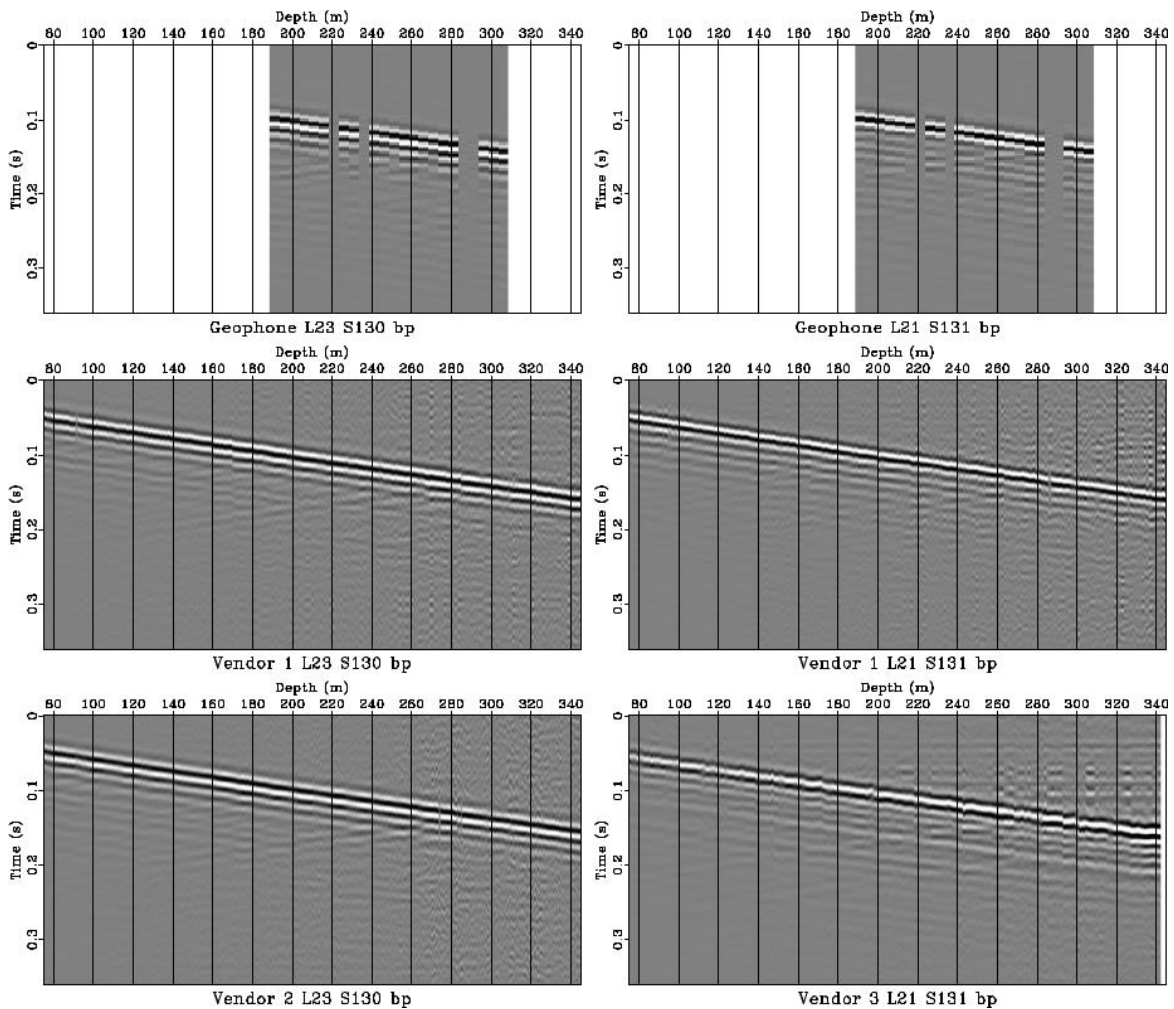 Depth (m) Depth (m)
80 100 120 140 160 180 200 220 240 260 280 300 320 340 80 100 120 140 160 180 200 220 240 260 280 300 320 340
0 0.1 0.2 0.3 Time (s) 0 0.1 0.2 0.3 Time (s)
Geophone L23 S130 bp Geophone L21 S131 bp
Depth (m) Depth (m)
80 100 120 140 160 180 200 220 240 260 280 300 320 340 80 100 120 140 160 180 200 220 240 260 280 300 320 340
0 0.1 0.2 0.3 Time (s) 0 0.1 0.2 0.3 Time (s)
Vendor 1 L23 S130 bp Vendor 1 L21 S131 bp
Depth (m) Depth (m)
80 100 120 140 160 180 200 220 240 260 280 300 320 340 80 100 120 140 160 180 200 220 240 260 280 300 320 340
0 0.1 0.2 0.3 Time (s) 0 0.1 0.2 0.3 Time (s)
Vendor 2 L23 S130 bp Vendor 3 L21 S131 bp